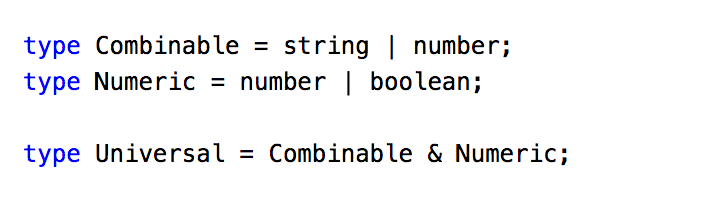 type Combinable = string | number;
type Numeric = number | boolean;
type Universal = Combinable & Numeric;